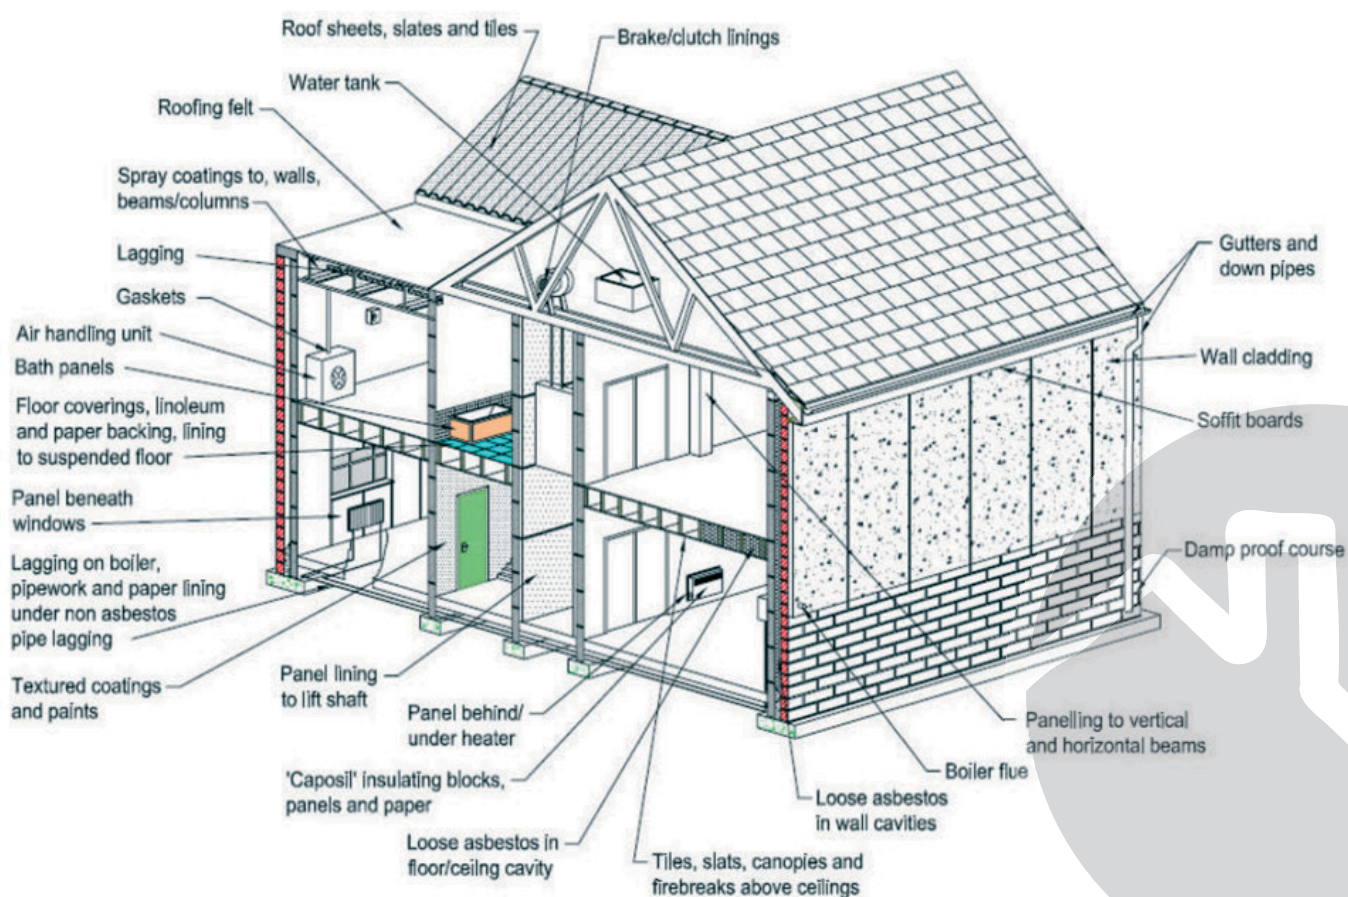 Roof sheets, slates and tiles
Brake/clutch linings
Water tank
Roofing felt
Spray coatings to, walls,
beams/columns
Lagging
Gaskets
Air handling unit
Bath panels
Floor coverings, linoleum
and paper backing, lining
to suspended floor
Panel beneath
windows
Lagging on boiler,
pipework and paper lining
under non asbestos
pipe lagging
Textured coatings
and paints
Panel lining
to lift shaft
Panel behind/
under heater
'Caposil' insulating blocks,
panels and paper
Loose asbestos in
floor/ceilng cavity
Tiles, slats, canopies and
firebreaks above ceilings
Loose asbestos
in wall cavities
Boiler flue
Panelling to vertical
and horizontal beams
Damp proof course
Soffit boards
Wall cladding
Gutters and
down pipes